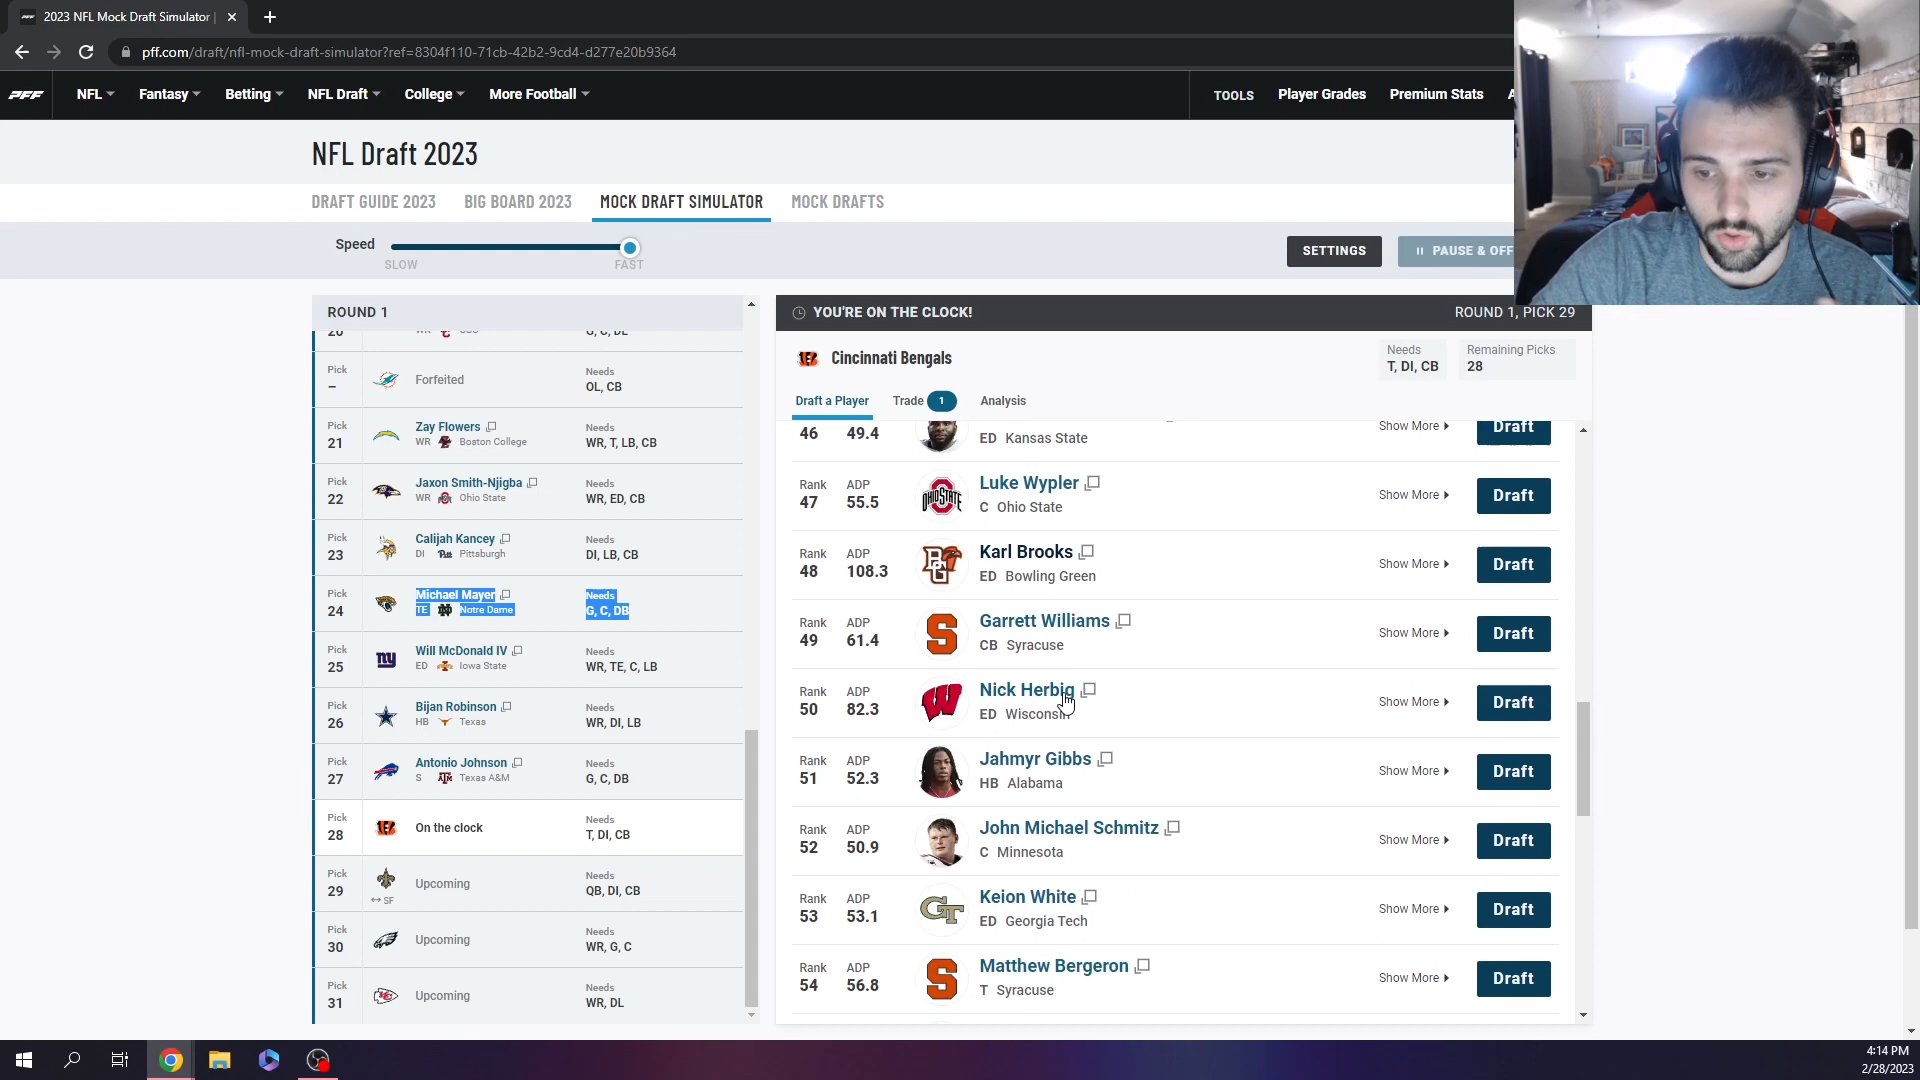 2023 NFL Mock Draft Simulator |
pff.com/draft/nfl-mock-draft-simulator?ref=8304f110-71cb-42b2-9cd4-d277e20b9364
PFF NFL Fantasy Betting NFL Draft College More Football TOOLS Player Grades Premium Stats A
NFL Draft 2023
DRAFT GUIDE 2023 BIG BOARD 2023 MOCK DRAFT SIMULATOR MOCK DRAFTS
Speed
SLOW FAST
SETTINGS PAUSE & OFF
ROUND 1
20 WR USC G, C, DL
Pick – Forfeited Needs OL, CB
Pick 21 Zay Flowers WR Boston College Needs WR, T, LB, CB
Pick 22 Jaxon Smith-Njigba WR Ohio State Needs WR, ED, CB
Pick 23 Calijah Kancey DI Pitt Pittsburgh Needs DI, LB, CB
Pick 24 Michael Mayer TE Notre Dame Needs G, C, DB
Pick 25 ny Will McDonald IV ED Iowa State Needs WR, TE, C, LB
Pick 26 Bijan Robinson HB Texas Needs WR, DI, LB
Pick 27 Antonio Johnson S Texas A&M Needs G, C, DB
Pick 28 On the clock Needs T, DI, CB
Pick 29 ↔ SF Upcoming Needs QB, DI, CB
Pick 30 Upcoming Needs WR, G, C
Pick 31 Upcoming Needs WR, DL
YOU'RE ON THE CLOCK! ROUND 1, PICK 29
Cincinnati Bengals Needs T, DI, CB Remaining Picks 28
Draft a Player Trade 1 Analysis
46 49.4 ED Kansas State Show More Draft
Rank 47 ADP 55.5 OHIO STATE Luke Wypler C Ohio State Show More Draft
Rank 48 ADP 108.3 BG Karl Brooks ED Bowling Green Show More Draft
Rank 49 ADP 61.4 S Garrett Williams CB Syracuse Show More Draft
Rank 50 ADP 82.3 W Nick Herbig ED Wisconsin Show More Draft
Rank 51 ADP 52.3 Jahmyr Gibbs HB Alabama Show More Draft
Rank 52 ADP 50.9 John Michael Schmitz C Minnesota Show More Draft
Rank 53 ADP 53.1 GT Keion White ED Georgia Tech Show More Draft
Rank 54 ADP 56.8 S Matthew Bergeron T Syracuse Show More Draft
4:14 PM
2/28/2023